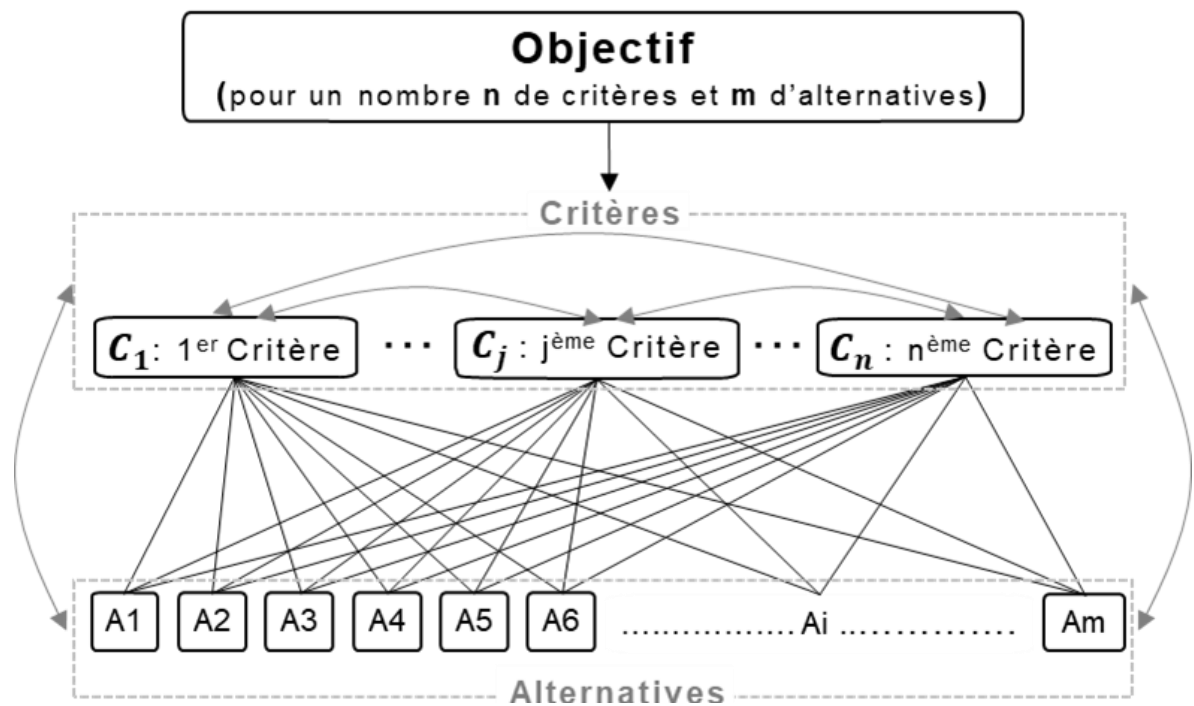 Objectif
(pour un nombre n de critères et m d’alternatives)
Critères
C1: 1er Critère ... Cj : jème Critère ... Cn : nème Critère
A1 A2 A3 A4 A5 A6 ................. Ai ................. Am
Alternatives